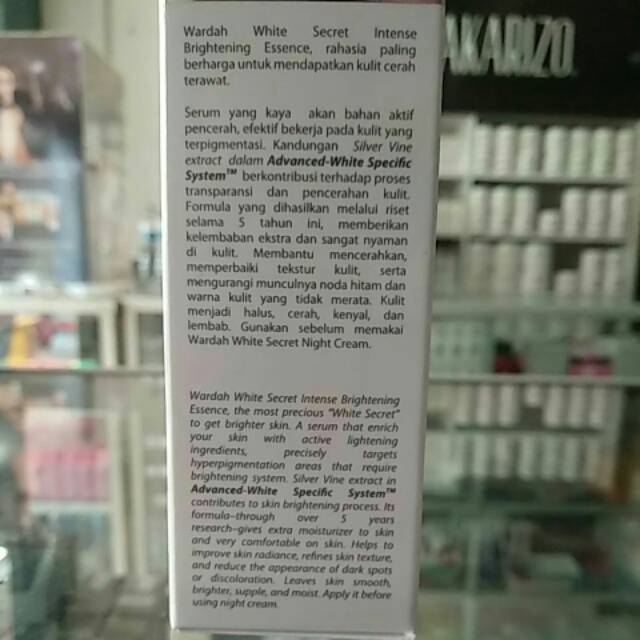 AKARIZO
Wardah White Secret Intense
Brightening Essence, rahasia paling
berharga untuk mendapatkan kulit cerah
terawat.
Serum yang kaya akan bahan aktif
pencerah, efektif bekerja pada kulit yang
terpigmentasi. Kandungan Silver Vine
extract dalam Advanced-White Specific
System™ berkontribusi terhadap proses
transparansi dan pencerahan kulit.
Formula yang dihasilkan melalui riset
selama 5 tahun ini, memberikan
kelembaban ekstra dan sangat nyaman
di kulit. Membantu mencerahkan,
memperbaiki tekstur kulit, serta
mengurangi munculnya noda hitam dan
warna kulit yang tidak merata. Kulit
menjadi halus, cerah, kenyal, dan
lembab. Gunakan sebelum memakai
Wardah White Secret Night Cream.
Wardah White Secret Intense Brightening
Essence, the most precious "White Secret"
to get brighter skin. A serum that enrich
your skin with active lightening
ingredients, precisely targets
hyperpigmentation areas that require
brightening system. Silver Vine extract in
Advanced-White Specific System™
contributes to skin brightening process. Its
formula–through over 5 years
research–gives extra moisturizer to skin
and very comfortable on skin. Helps to
improve skin radiance, refines skin texture,
and reduce the appearance of dark spots
or discoloration. Leaves skin smooth,
brighter, supple, and moist. Apply it before
using night cream.